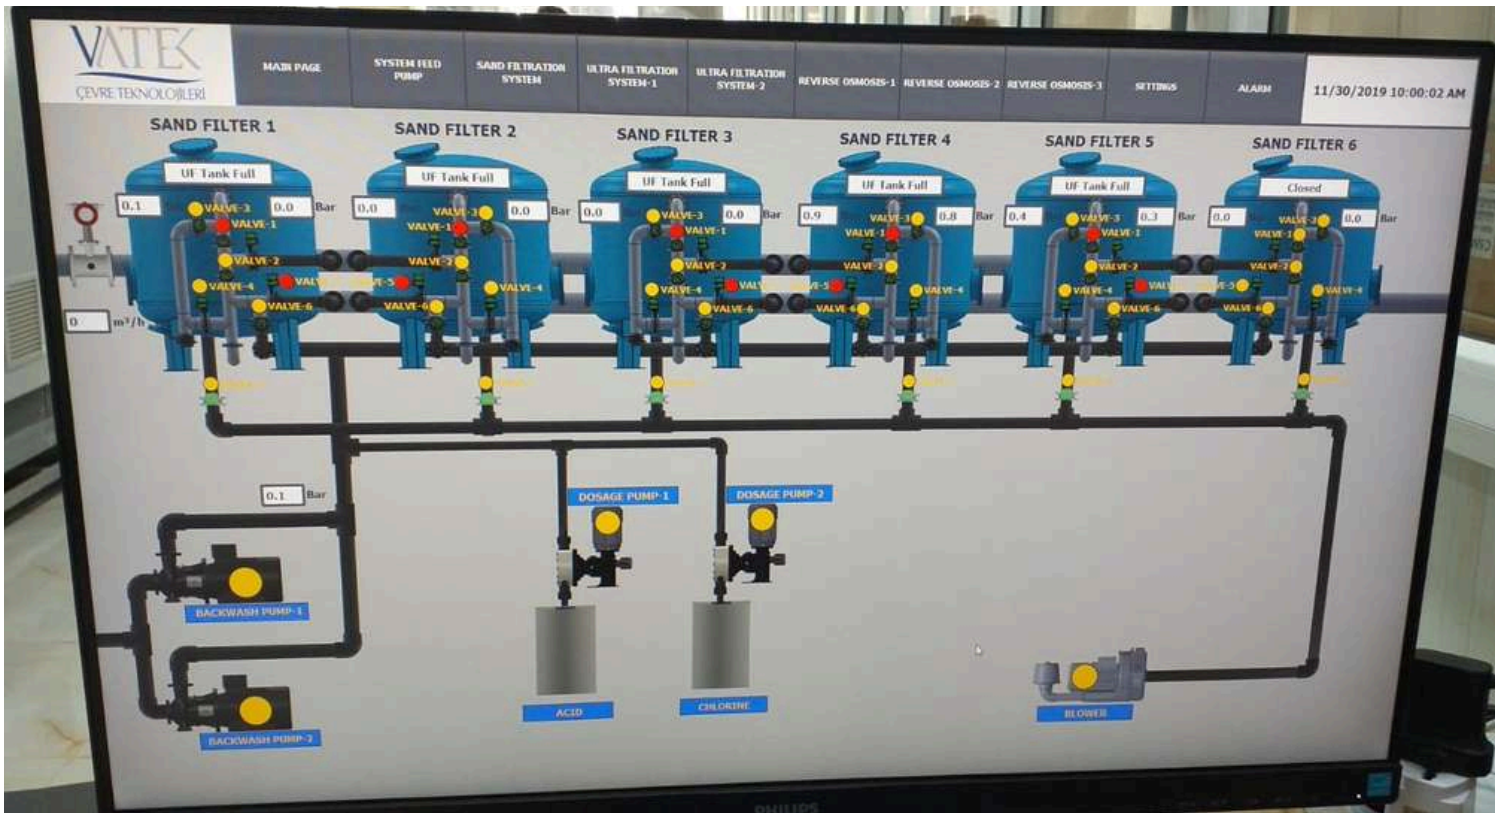 VATEK
ÇEVRE TEKNOLOJİLERİ
MAIN PAGE
SYSTEM FEED
PUMP
SAND FILTRATION
SYSTEM
ULTRA FILTRATION
SYSTEM-1
ULTRA FILTRATION
SYSTEM-2
REVERSE OSMOSIS-1
REVERSE OSMOSIS-2
REVERSE OSMOSIS-3
SETTINGS
ALARM
11/30/2019 10:00:02 AM
SAND FILTER 1
SAND FILTER 2
SAND FILTER 3
SAND FILTER 4
SAND FILTER 5
SAND FILTER 6
UF Tank Full
UF Tank Full
UF Tank Full
UF Tank Full
UF Tank Full
Closed
0.1
0.0 Bar
0.0
0.0 Bar
0.0
0.0 Bar
0.9
0.8 Bar
0.4
0.3 Bar
0.0
0.0 Bar
VALVE-3
VALVE-3
VALVE-3
VALVE-3
VALVE-3
VALVE-3
VALVE-1
VALVE-1
VALVE-1
VALVE-1
VALVE-1
VALVE-1
VALVE-2
VALVE-2
VALVE-2
VALVE-2
VALVE-2
VALVE-2
VALVE-4
VALVE-4
VALVE-4
VALVE-4
VALVE-4
VALVE-4
VALVE-6
VALVE-6
VALVE-6
VALVE-6
VALVE-6
VALVE-6
0 m³/h
0.1 Bar
DOSAGE PUMP-1
DOSAGE PUMP-2
BACKWASH PUMP-1
BACKWASH PUMP-2
ACID
CHLORINE
BLOWER
PHILIPS